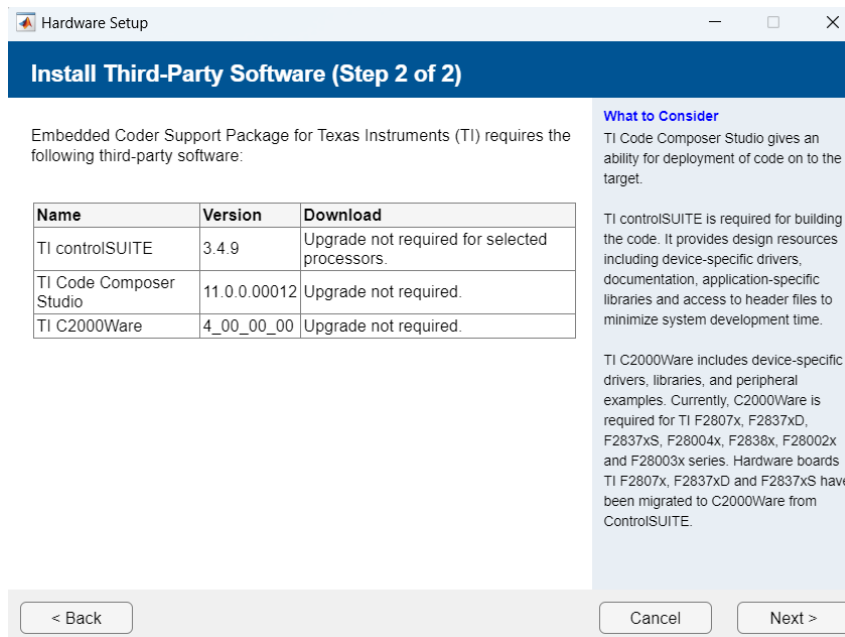 Hardware Setup
Install Third-Party Software (Step 2 of 2)
Embedded Coder Support Package for Texas Instruments (TI) requires the
following third-party software:
Name Version Download
TI controlSUITE 3.4.9 Upgrade not required for selected
processors.
TI Code Composer
Studio 11.0.0.00012 Upgrade not required.
TI C2000Ware 4_00_00_00 Upgrade not required.
What to Consider
TI Code Composer Studio gives an
ability for deployment of code on to the
target.
TI controlSUITE is required for building
the code. It provides design resources
including device-specific drivers,
documentation, application-specific
libraries and access to header files to
minimize system development time.
TI C2000Ware includes device-specific
drivers, libraries, and peripheral
examples. Currently, C2000Ware is
required for TI F2807x, F2837xD,
F2837xS, F28004x, F2838x, F28002x
and F28003x series. Hardware boards
TI F2807x, F2837xD and F2837xS have
been migrated to C2000Ware from
ControlSUITE.
< Back
Cancel
Next >